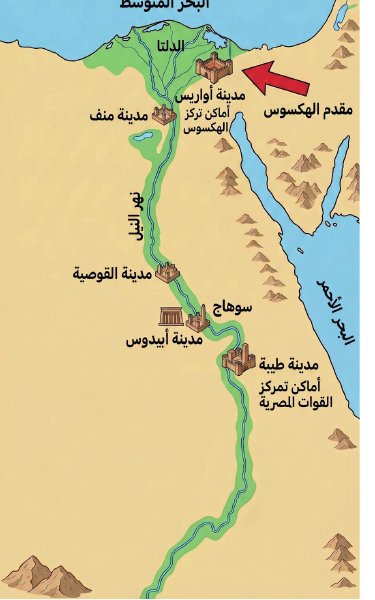 البحر المتوسط
الدلتا
مدينة أواريس
أماكن تركز
الهكسوس
مقدم الهكسوس
مدينة منف
نهر النيل
مدينة القوصية
سوهاج
مدينة أبيدوس
البحر الأحمر
مدينة طيبة
أماكن تمركز
القوات المصرية